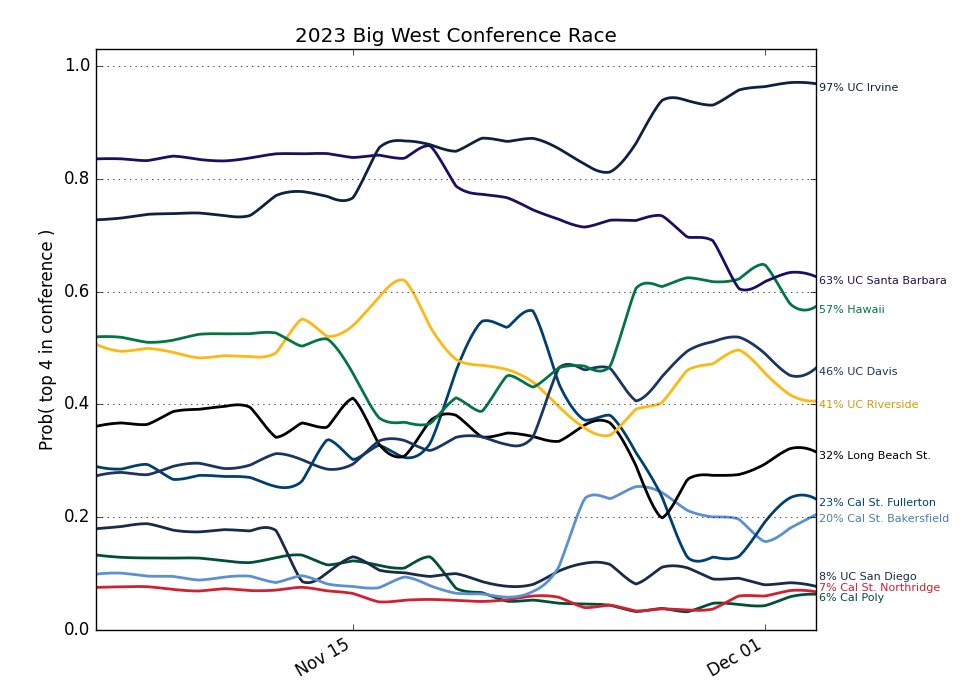 2023 Big West Conference Race
Prob( top 4 in conference )
1.0
0.8
0.6
0.4
0.2
0.0
Nov 15
Dec 01
97% UC Irvine
63% UC Santa Barbara
57% Hawaii
46% UC Davis
41% UC Riverside
32% Long Beach St.
23% Cal St. Fullerton
20% Cal St. Bakersfield
8% UC San Diego
7% Cal St. Northridge
6% Cal Poly